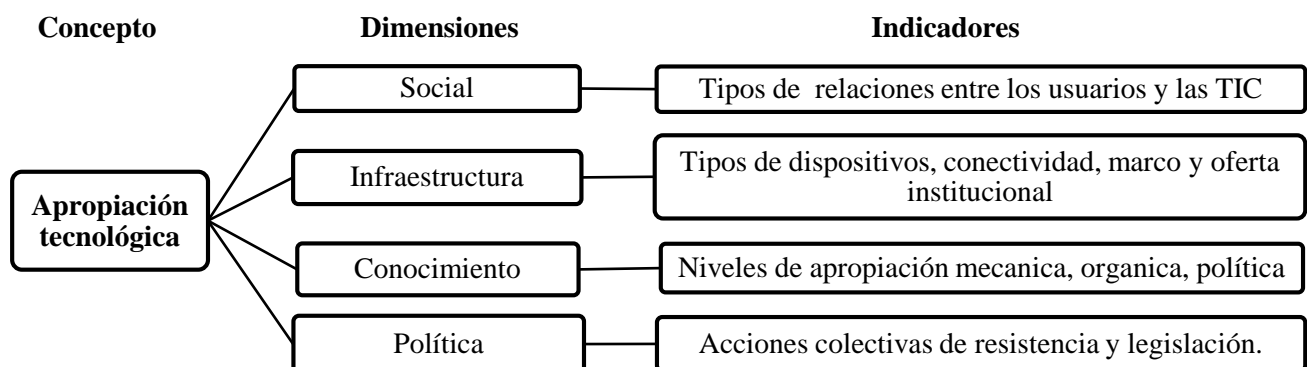 Concepto Dimensiones Indicadores
Social Tipos de relaciones entre los usuarios y las TIC
Infraestructura Tipos de dispositivos, conectividad, marco y oferta
institucional
Apropiación
tecnológica
Conocimiento Niveles de apropiación mecanica, organica, política
Política Acciones colectivas de resistencia y legislación.